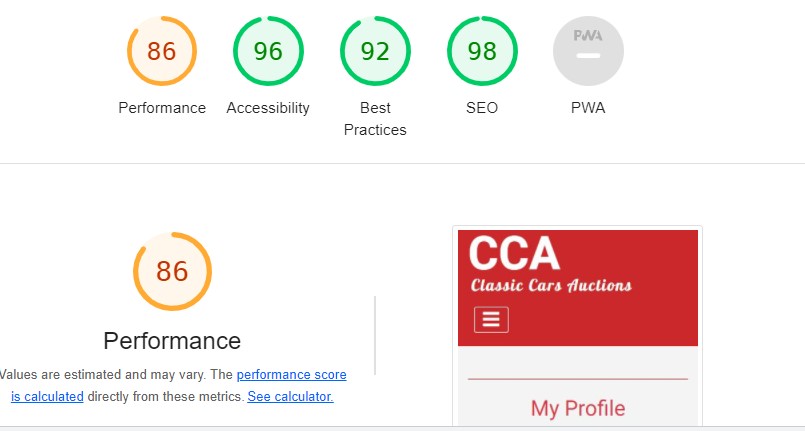 86 96 92 98 PWA
Performance Accessibility Best Practices SEO PWA
86
Performance
Values are estimated and may vary. The performance score
is calculated directly from these metrics. See calculator.
CCA
Classic Cars Auctions
My Profile